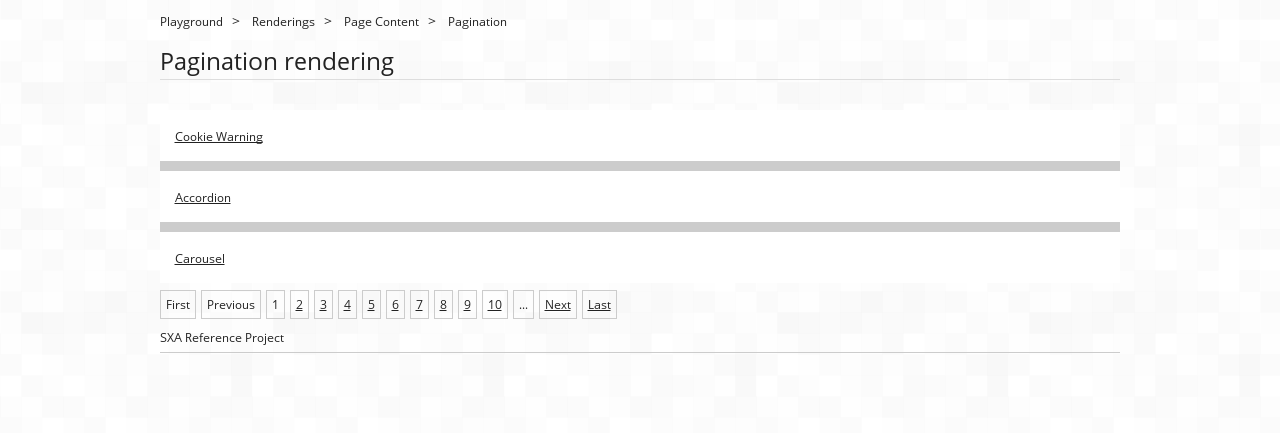 Playground > Renderings > Page Content > Pagination
Pagination rendering
Cookie Warning
Accordion
Carousel
First Previous 1 2 3 4 5 6 7 8 9 10 ... Next Last
SXA Reference Project